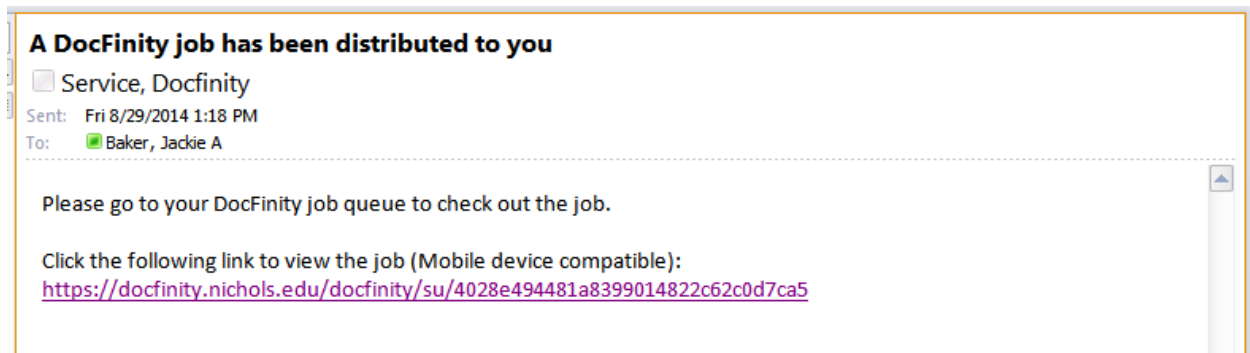 A DocFinity job has been distributed to you
Service, Docfinity
Sent: Fri 8/29/2014 1:18 PM
To: Baker, Jackie A
Please go to your DocFinity job queue to check out the job.
Click the following link to view the job (Mobile device compatible):
https://docfinity.nichols.edu/docfinity/su/4028e494481a8399014822c62c0d7ca5